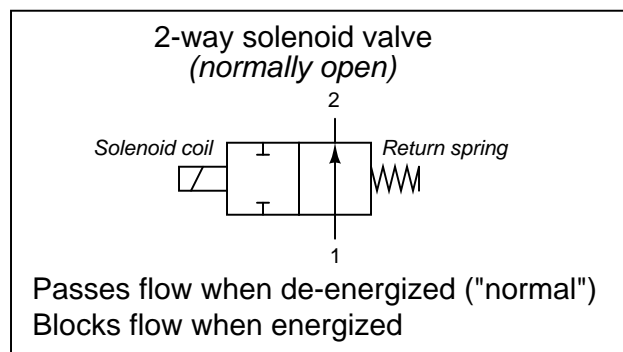 2-way solenoid valve
(normally open)
2
Solenoid coil
Return spring
1
Passes flow when de-energized ("normal")
Blocks flow when energized